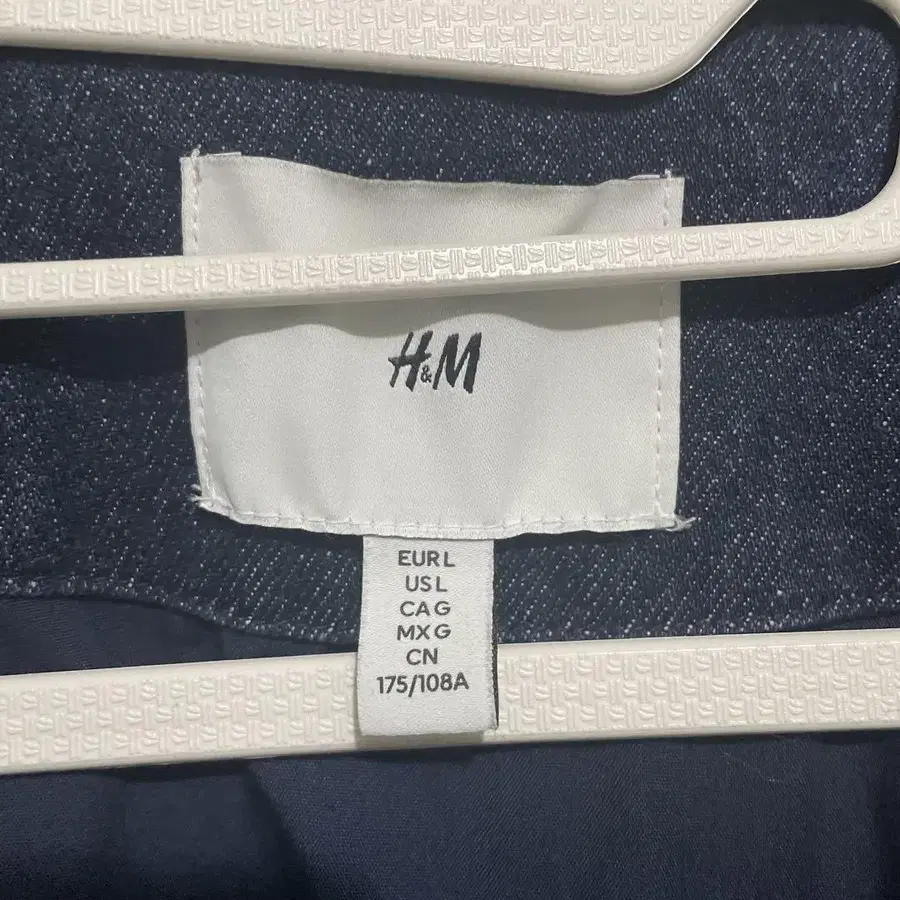 H&M
EUR L
US L
CA G
MX G
CN
175/108A